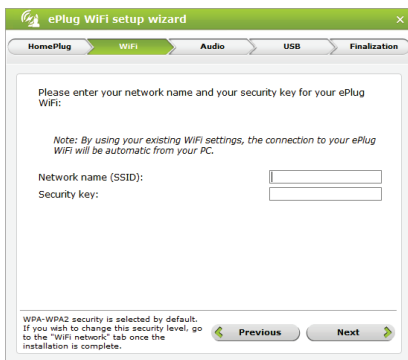 ePlug WiFi setup wizard
HomePlug
WiFi
Audio
USB
Finalization
Please enter your network name and your security key for your ePlug
WiFi:
Note: By using your existing WiFi settings, the connection to your ePlug
WiFi will be automatic from your PC.
Network name (SSID):
Security key:
WPA-WPA2 security is selected by default.
If you wish to change this security level, go
to the "WiFi network" tab once the
installation is complete.
Previous
Next